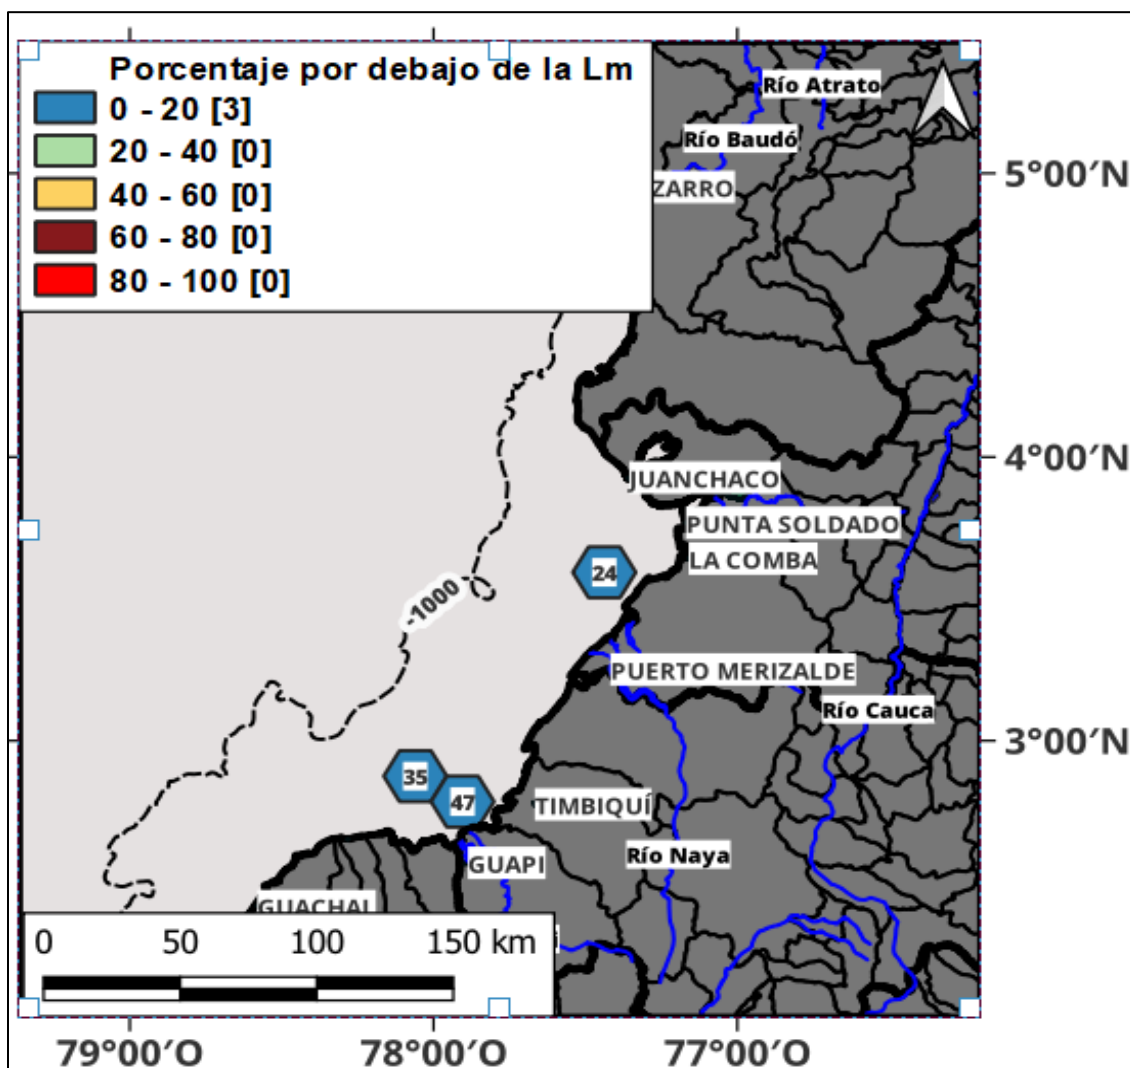 Porcentaje por debajo de la Lm
0 - 20 [3]
20 - 40 [0]
40 - 60 [0]
60 - 80 [0]
80 - 100 [0]
Río Atrato
Río Baudó
ZARRO
5°00′N
4°00′N
JUANCHACO
PUNTA SOLDADO
LA COMBA
24
-1000
PUERTO MERIZALDE
Río Cauca
3°00′N
35
47
TIMBIQUÍ
GUAPI
Río Naya
GUACHAL
0 50 100 150 km
79°00′O 78°00′O 77°00′O